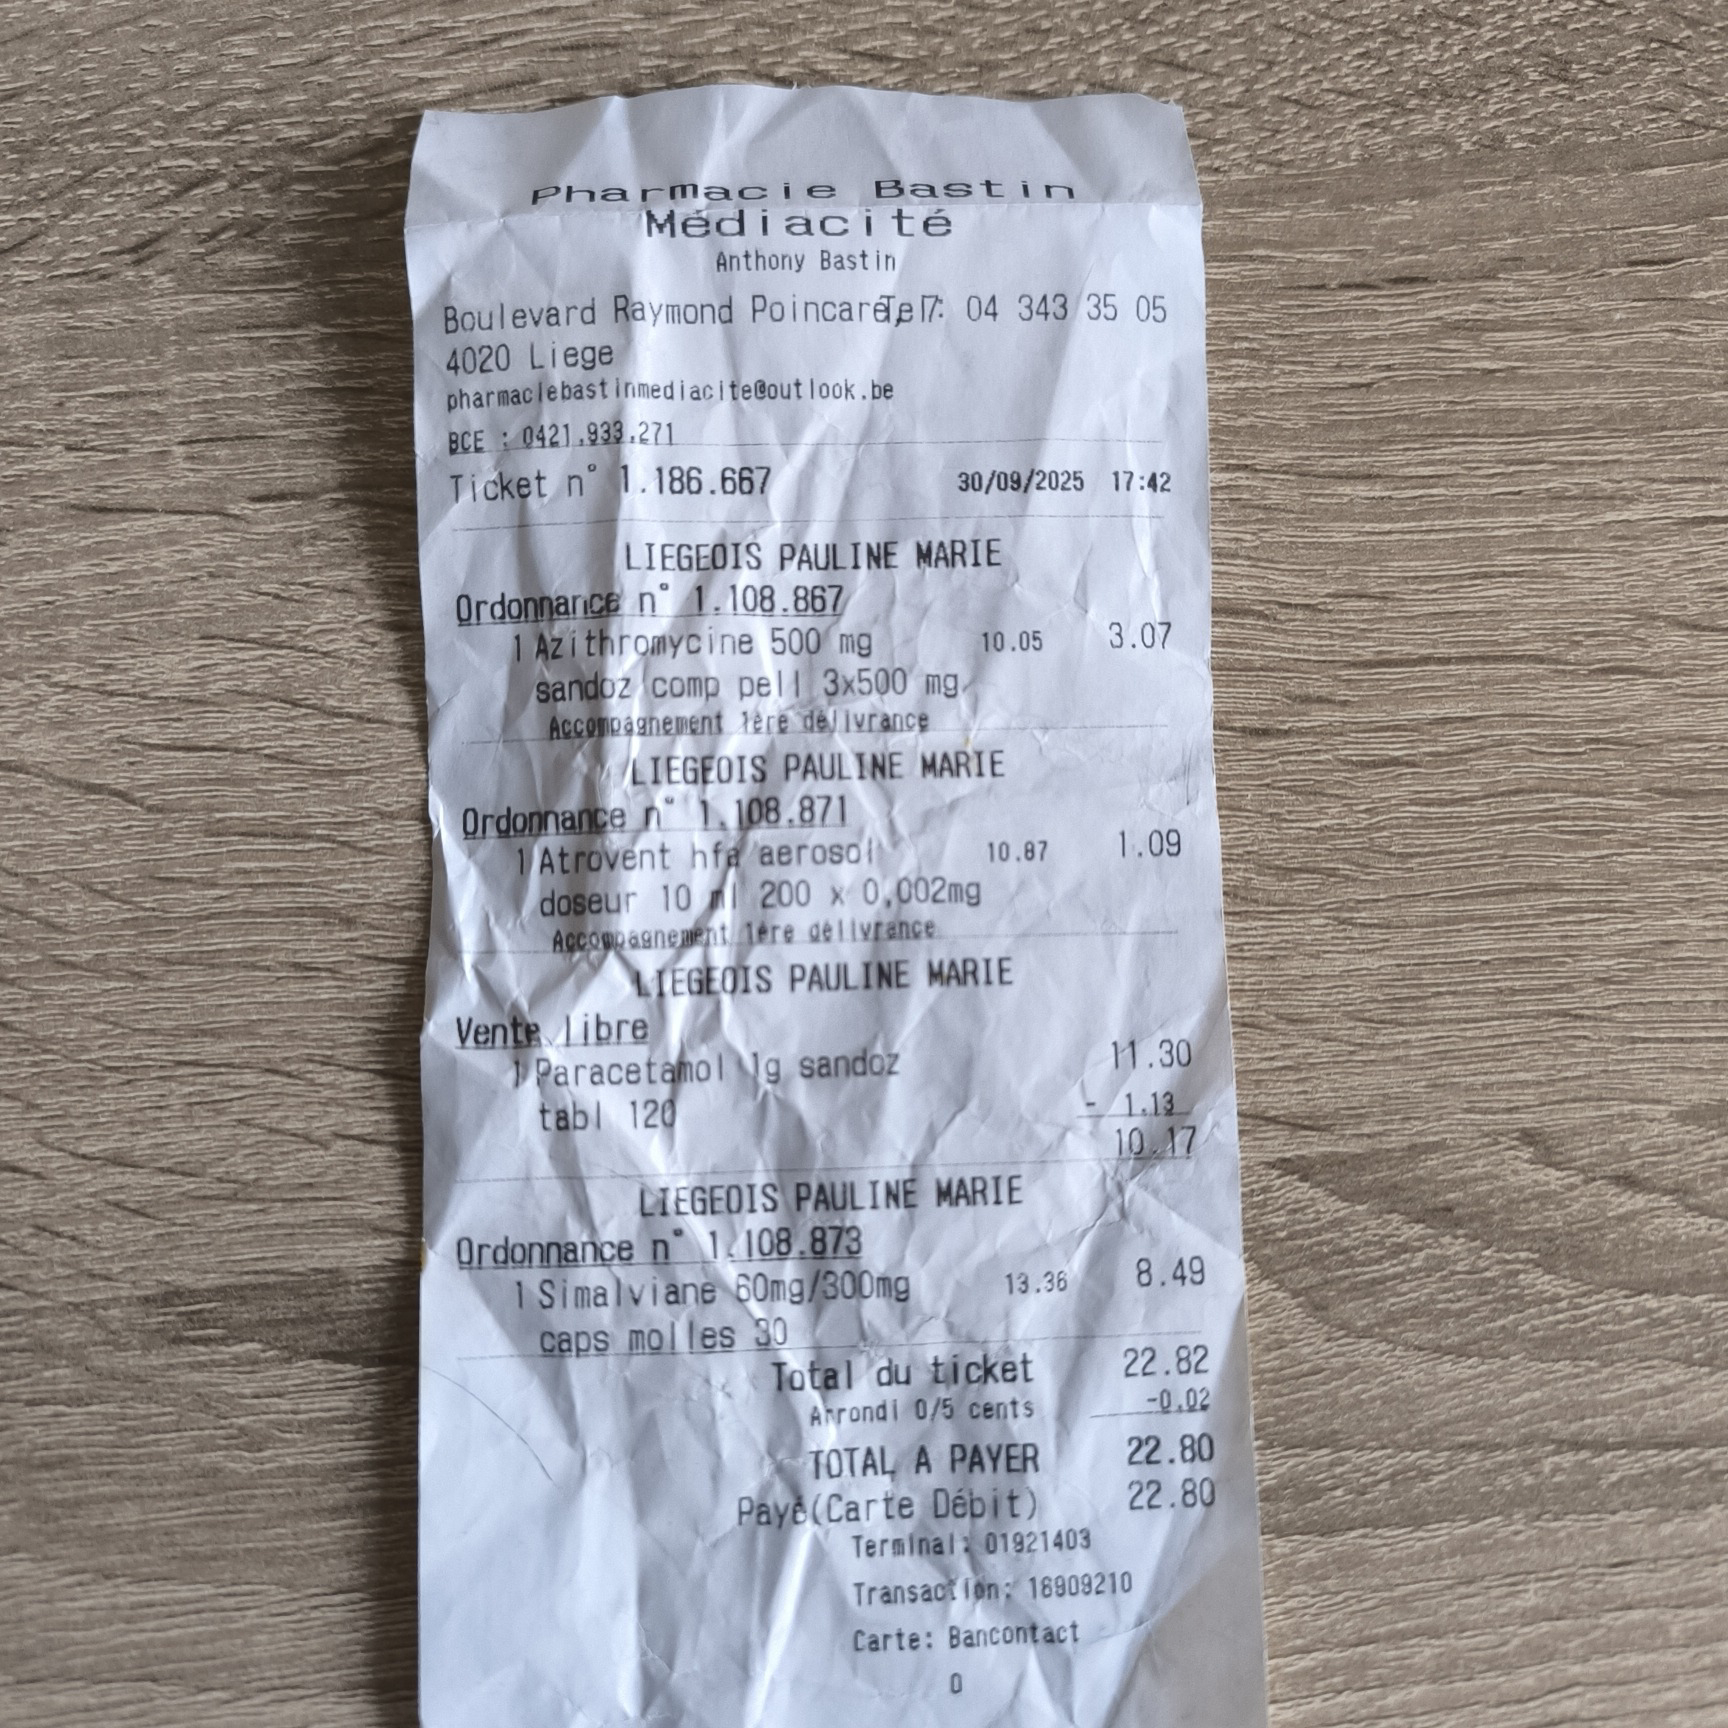 Pharmacie Bastin
Médiacité
Anthony Bastin
Boulevard Raymond Poincaré, 7 Tel: 04 343 35 05
4020 Liege
pharmaciebastinmediacite@outlook.be
BCE : 0421.933.271
Ticket n° 1.186.667 30/09/2025 17:42
LIEGEOIS PAULINE MARIE
Ordonnance n° 1.108.867
1 Azithromycine 500 mg 10.05 3.07
sandoz comp pell 3x500 mg
Accompagnement 1ère délivrance
LIEGEOIS PAULINE MARIE
Ordonnance n° 1.108.871
1 Atrovent hfa aerosol 10.87 1.09
doseur 10 ml 200 x 0,002mg
Accompagnement 1ère délivrance
LIEGEOIS PAULINE MARIE
Vente libre
1 Paracetamol 1g sandoz 11.30
tabl 120 - 1.13
10.17
LIEGEOIS PAULINE MARIE
Ordonnance n° 1.108.873
1 Simalviane 60mg/300mg 13.36 8.49
caps molles 30
Total du ticket 22.82
Arrondi 0/5 cents -0.02
TOTAL A PAYER 22.80
Payé(Carte Débit) 22.80
Terminal: 01921403
Transaction: 16909210
Carte: Bancontact
0